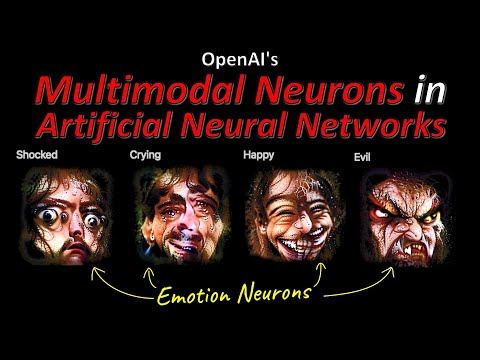 OpenAI's
Multimodal Neurons in
Artificial Neural Networks
Shocked Crying Happy Evil
Emotion Neurons